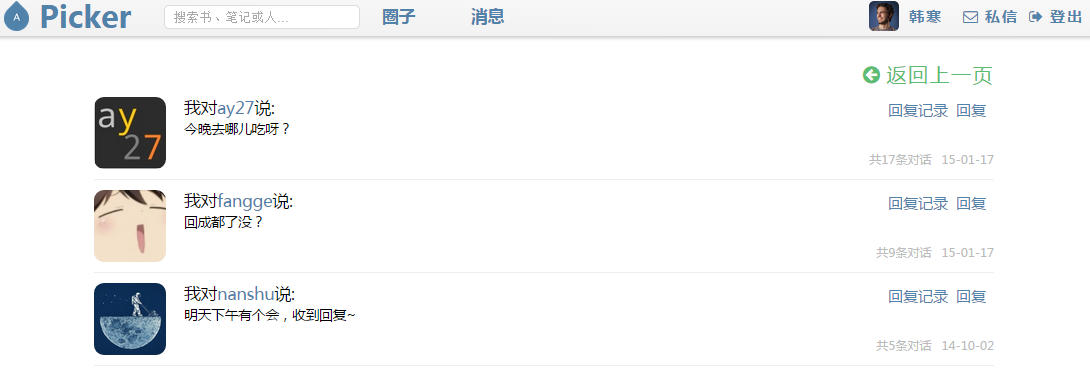 A Picker 搜索书、笔记或人... 圈子 消息 韩寒 私信 登出
返回上一页
ay27
我对ay27说:
今晚去哪儿吃呀？
回复记录 回复
共17条对话 15-01-17
我对fangge说:
回成都了没？
回复记录 回复
共9条对话 15-01-17
我对nanshu说:
明天下午有个会，收到回复~
回复记录 回复
共5条对话 14-10-02